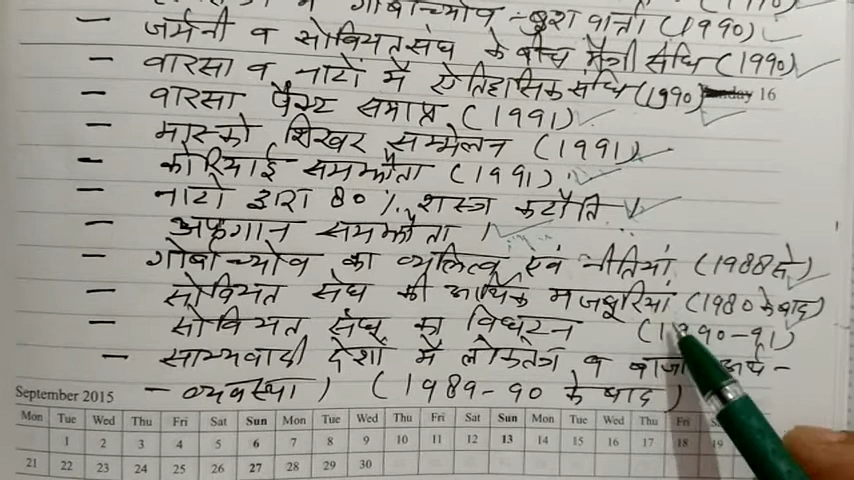 में गोर्बाच्योव - बुश वार्ता (1990)
- जर्मनी व सोवियत संघ के बीच मैत्री संधि (1990)
- वारसा व नाटो में ऐतिहासिक संधि (1990)
16
- वारसा पैक्ट समाप्त (1991)
- मास्को शिखर सम्मेलन (1991)
- कोरियाई समझौता (1991)
- नाटो द्वारा 80% शस्त्र कटौति
- अफगान समझौता ।
- गोर्बाच्योव का व्यक्तित्व एवं नीतियां (1988 से)
- सोवियत संघ की आर्थिक मजबूरियां (1980 के बाद)
- सोवियत संघ का विघटन (1990-91)
- साम्यवादी देशों में लोकतंत्र व
- व्यवस्था । (1989-90 के बाद)
September 2015
Mon Tue Wed Thu Fri Sat Sun Mon Tue Wed Thu Fri Sat Sun Mon Tue Wed Thu Fri Sat
1 2 3 4 5 6 7 8 9 10 11 12 13 14 15 16 17 18 19
21 22 23 24 25 26 27 28 29 30